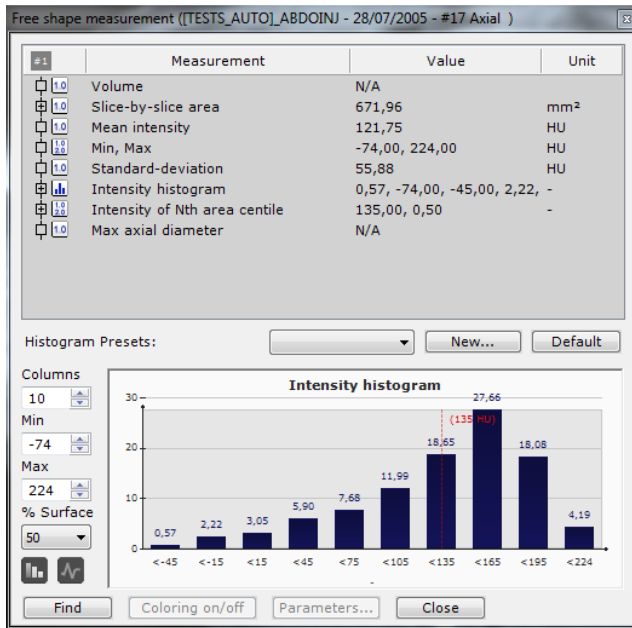 Free shape measurement ([TESTS_AUTO]_ABDOINJ - 28/07/2005 - #17 Axial )
#1 Measurement Value Unit
1.0 Volume N/A
1.0 Slice-by-slice area 671,96 mm²
1.0 Mean intensity 121,75 HU
1.0 2.0 Min, Max -74,00, 224,00 HU
1.0 Standard-deviation 55,88 HU
Intensity histogram 0,57, -74,00, -45,00, 2,22, -
1.0 2.0 Intensity of Nth area centile 135,00, 0,50 -
1.0 Max axial diameter N/A
Histogram Presets: New... Default
Columns
10
Min
-74
Max
224
% Surface
50
Intensity histogram
30
20
10
0
0,57 2,22 3,05 5,90 7,68 11,99 18,65 27,66 18,08 4,19
(135 HU)
<-45 <-15 <15 <45 <75 <105 <135 <165 <195 <224
-
Find Coloring on/off Parameters... Close